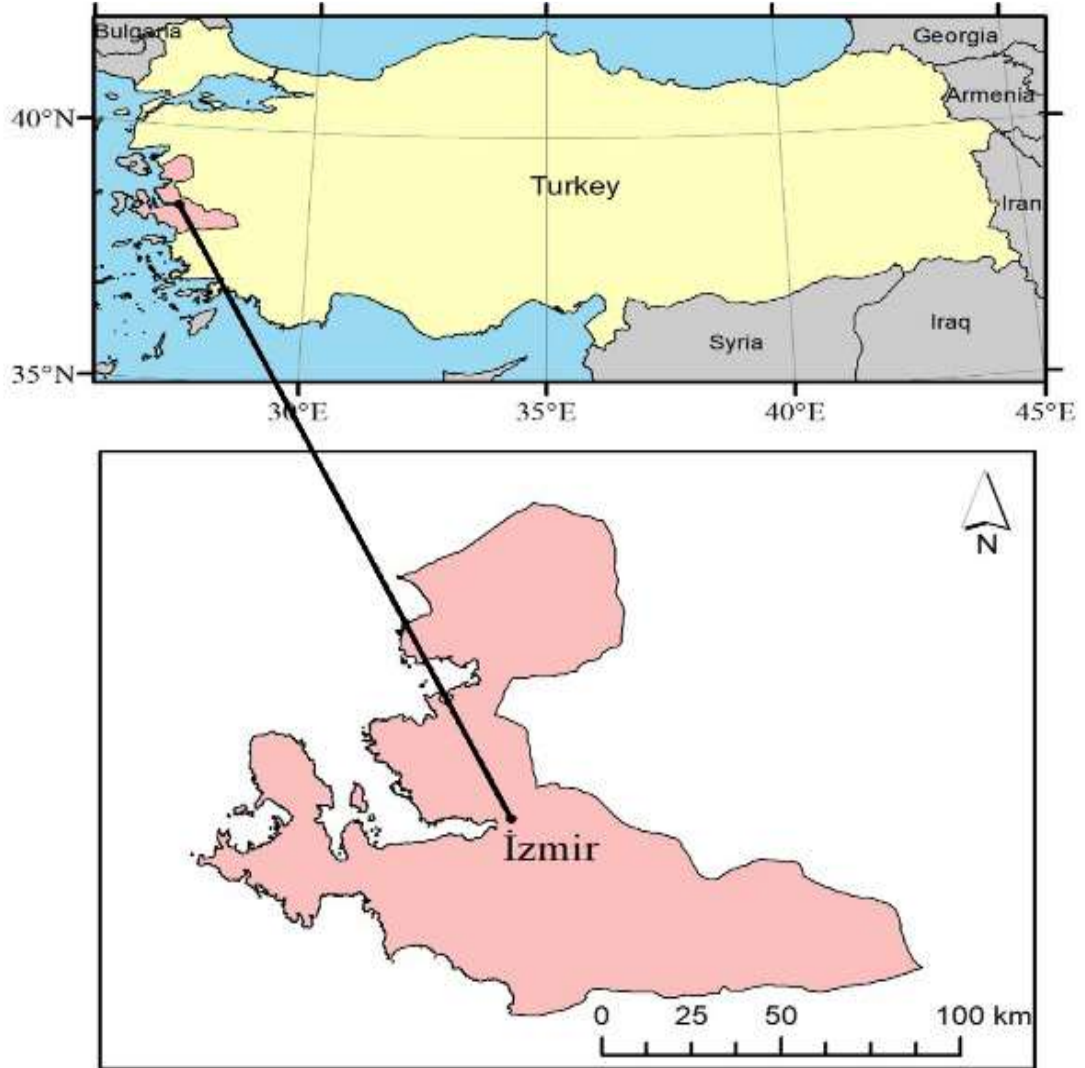 Bulgaria
Georgia
Armenia
40°N
Turkey
Iran
Iraq
Syria
35°N
30°E 35°E 40°E 45°E
N
İzmir
0 25 50 100 km